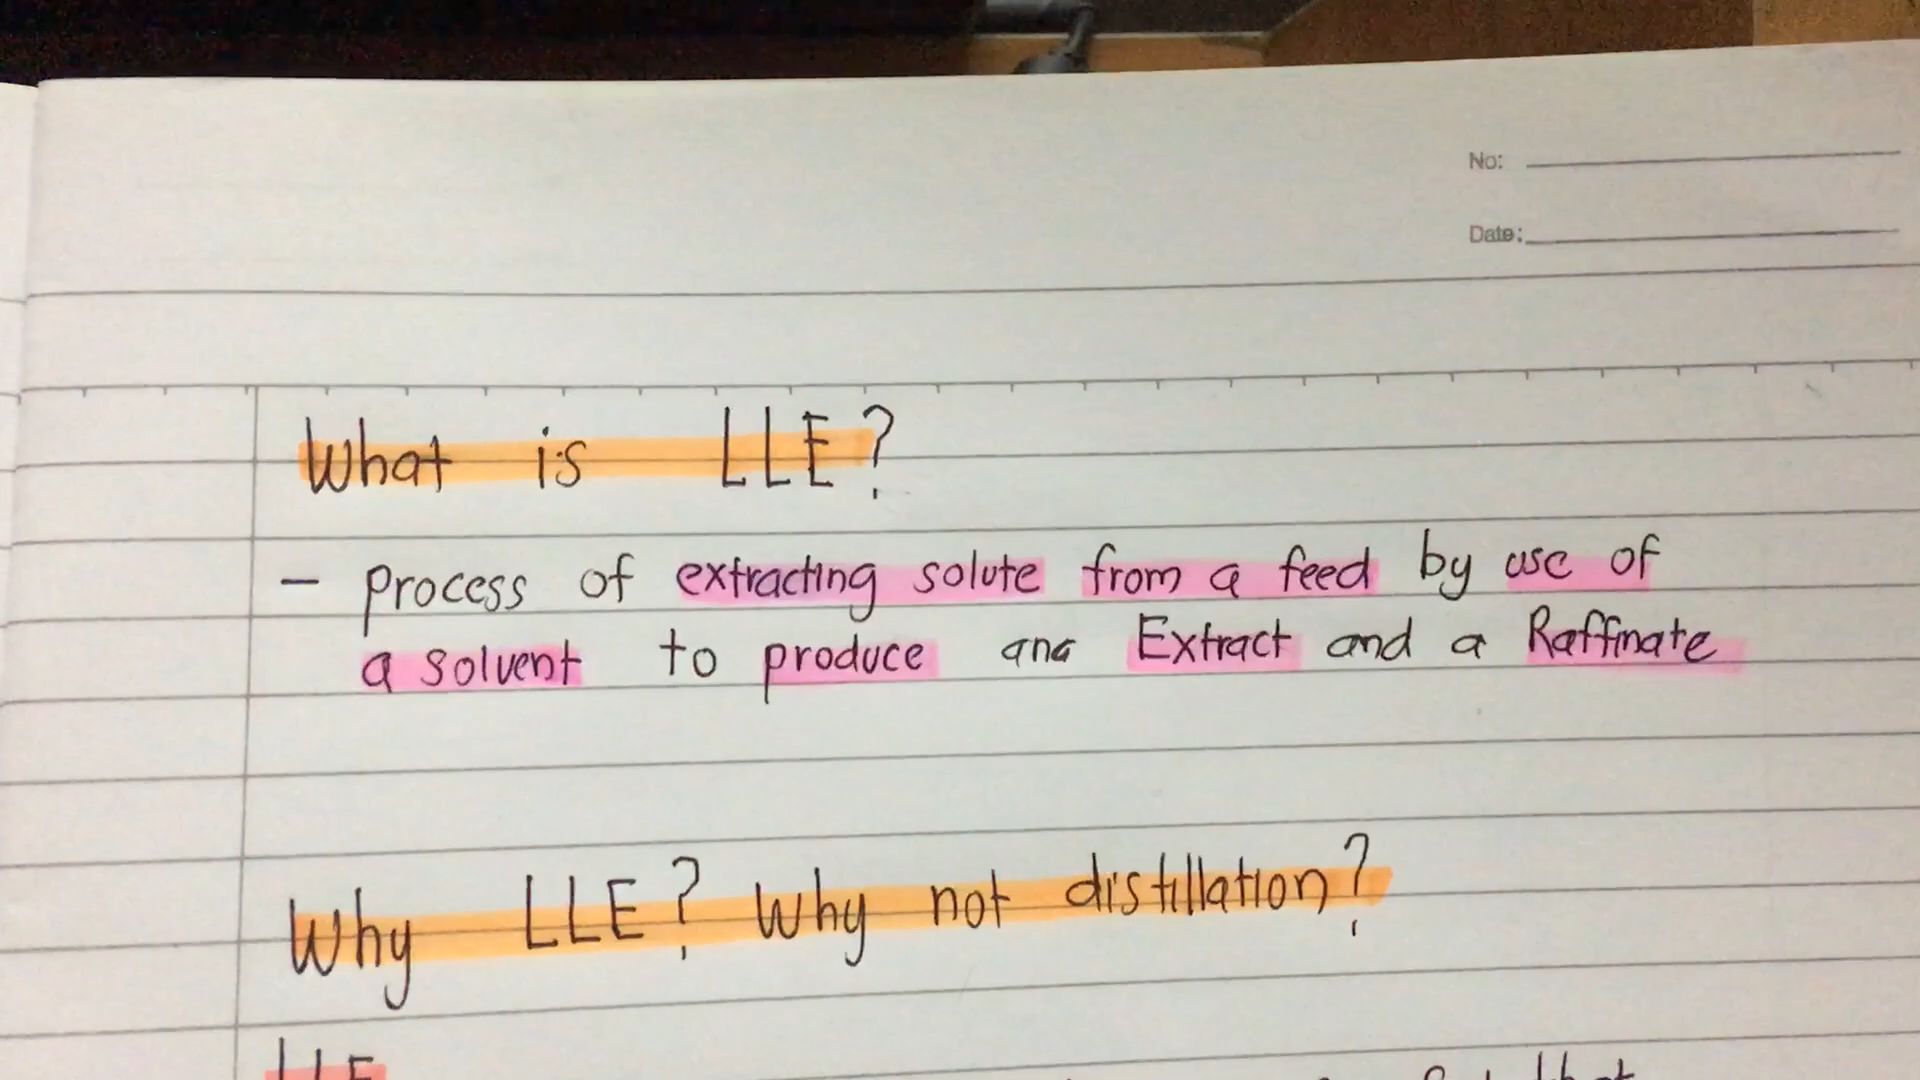 No:
Date:
What is LLE?
– process of extracting solute from a feed by use of
a solvent to produce ana Extract and a Raffinate
Why LLE? Why not distillation?
LLE